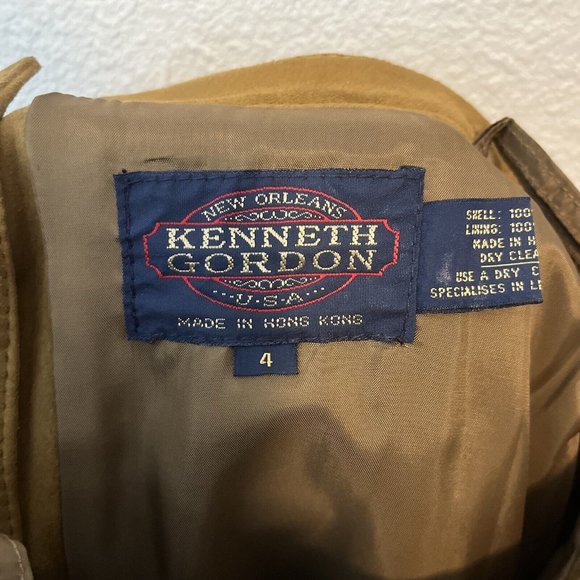 NEW ORLEANS
KENNETH
GORDON
U·S·A
MADE IN HONG KONG
4
SHELL: 100
LINING: 100
MADE IN H
DRY CLEA
USE A DRY C
SPECIALISES IN LE